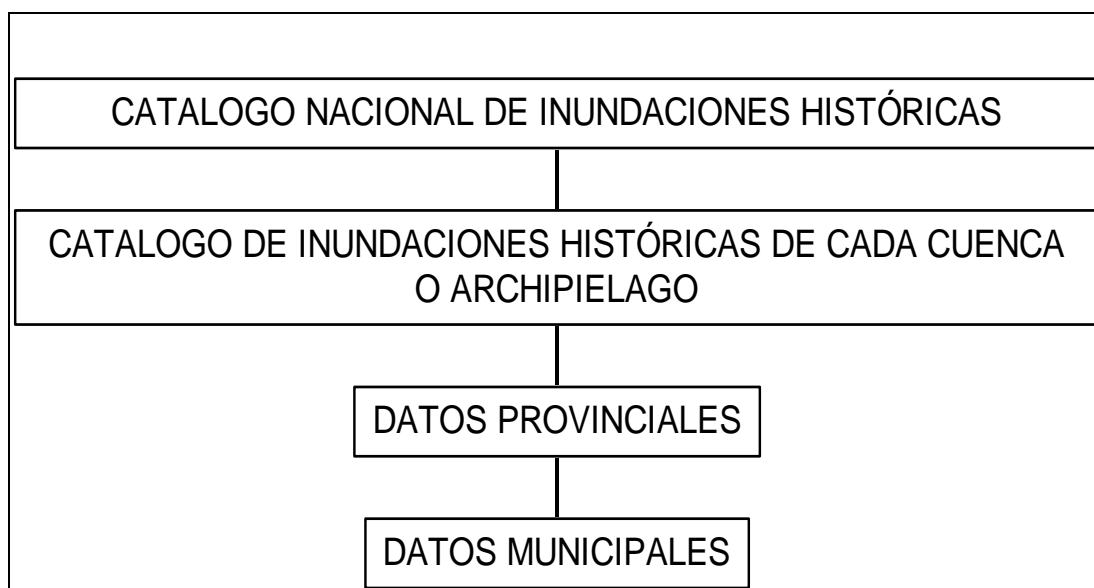 CATALOGO NACIONAL DE INUNDACIONES HISTÓRICAS
CATALOGO DE INUNDACIONES HISTÓRICAS DE CADA CUENCA
O ARCHIPIELAGO
DATOS PROVINCIALES
DATOS MUNICIPALES